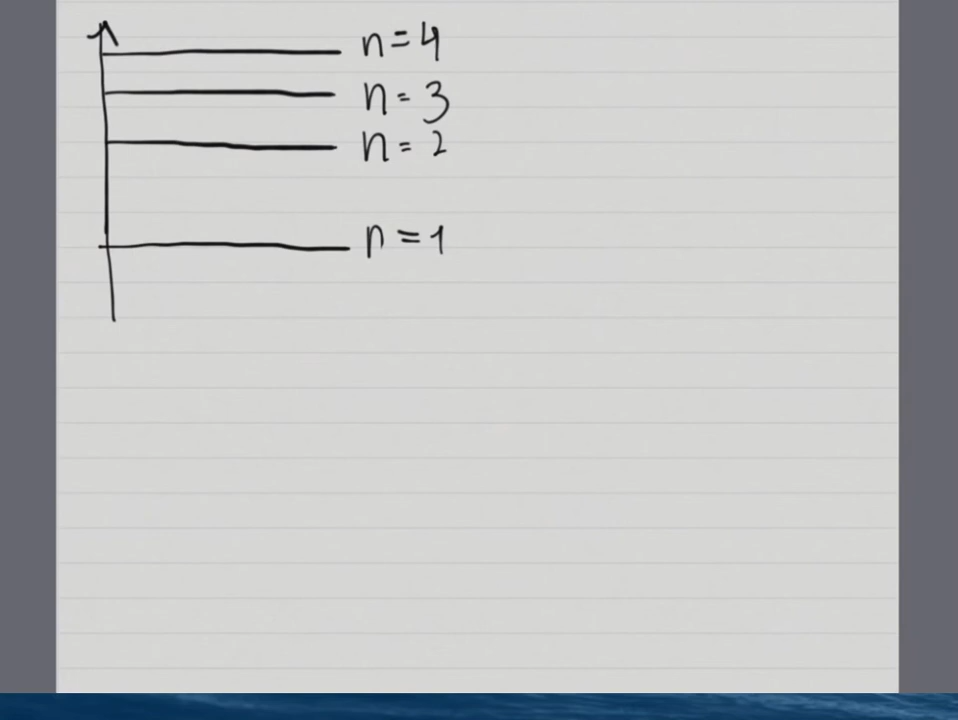 n = 4
n = 3
n = 2
n = 1